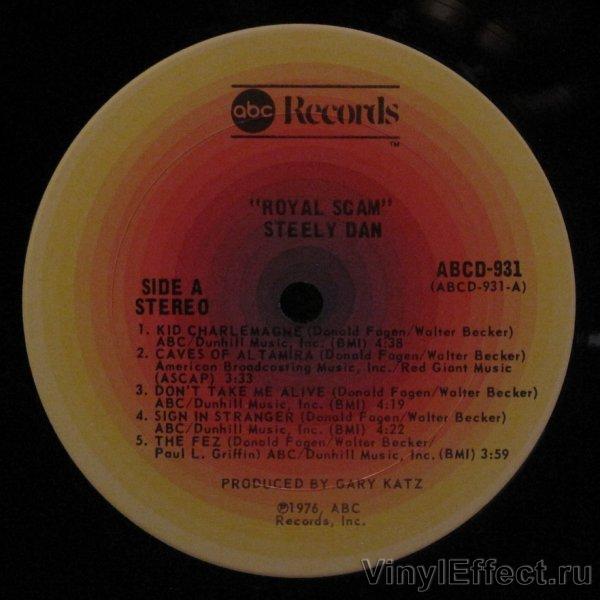 abc Records
TM
"ROYAL SCAM"
STEELY DAN
SIDE A
STEREO
ABCD-931
(ABCD-931-A)
1. KID CHARLEMAGNE (Donald Fagen/Walter Becker)
ABC/Dunhill Music, Inc. (BMI) 4:38
2. CAVES OF ALTAMIRA (Donald Fagen/Walter Becker)
American Broadcasting Music, Inc./Red Giant Music
(ASCAP) 3:33
3. DON'T TAKE ME ALIVE (Donald Fagen/Walter Becker)
ABC/Dunhill Music, Inc. (BMI) 4:19
4. SIGN IN STRANGER (Donald Fagen/Walter Becker)
ABC/Dunhill Music, Inc. (BMI) 4:22
5. THE FEZ (Donald Fagen/Walter Becker/
Paul L. Griffin) ABC/Dunhill Music, Inc. (BMI) 3:59
PRODUCED BY GARY KATZ
℗1976, ABC
Records, Inc.
VinylEffect.ru